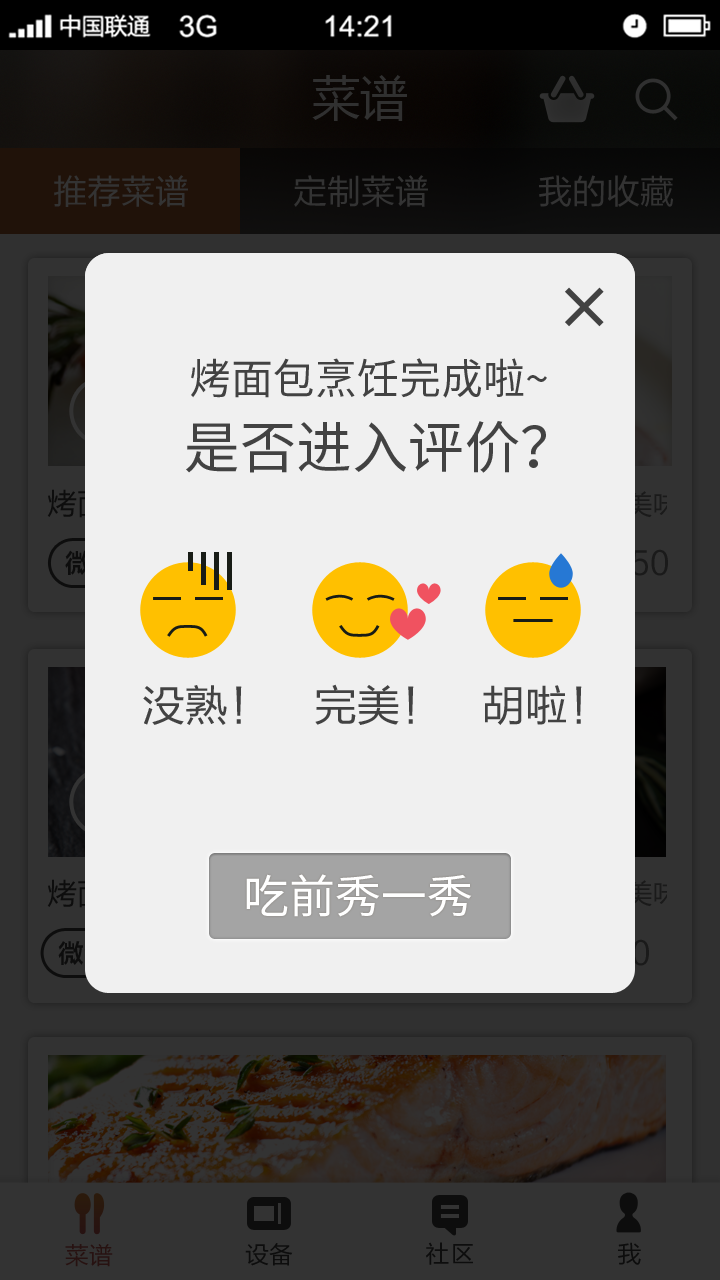 中国联通 3G 14:21
菜谱
推荐菜谱 定制菜谱 我的收藏
烤面包烹饪完成啦~
是否进入评价?
没熟! 完美! 胡啦!
吃前秀一秀
烤面
美味
微
50
烤面
美味
微
0
菜谱 设备 社区 我